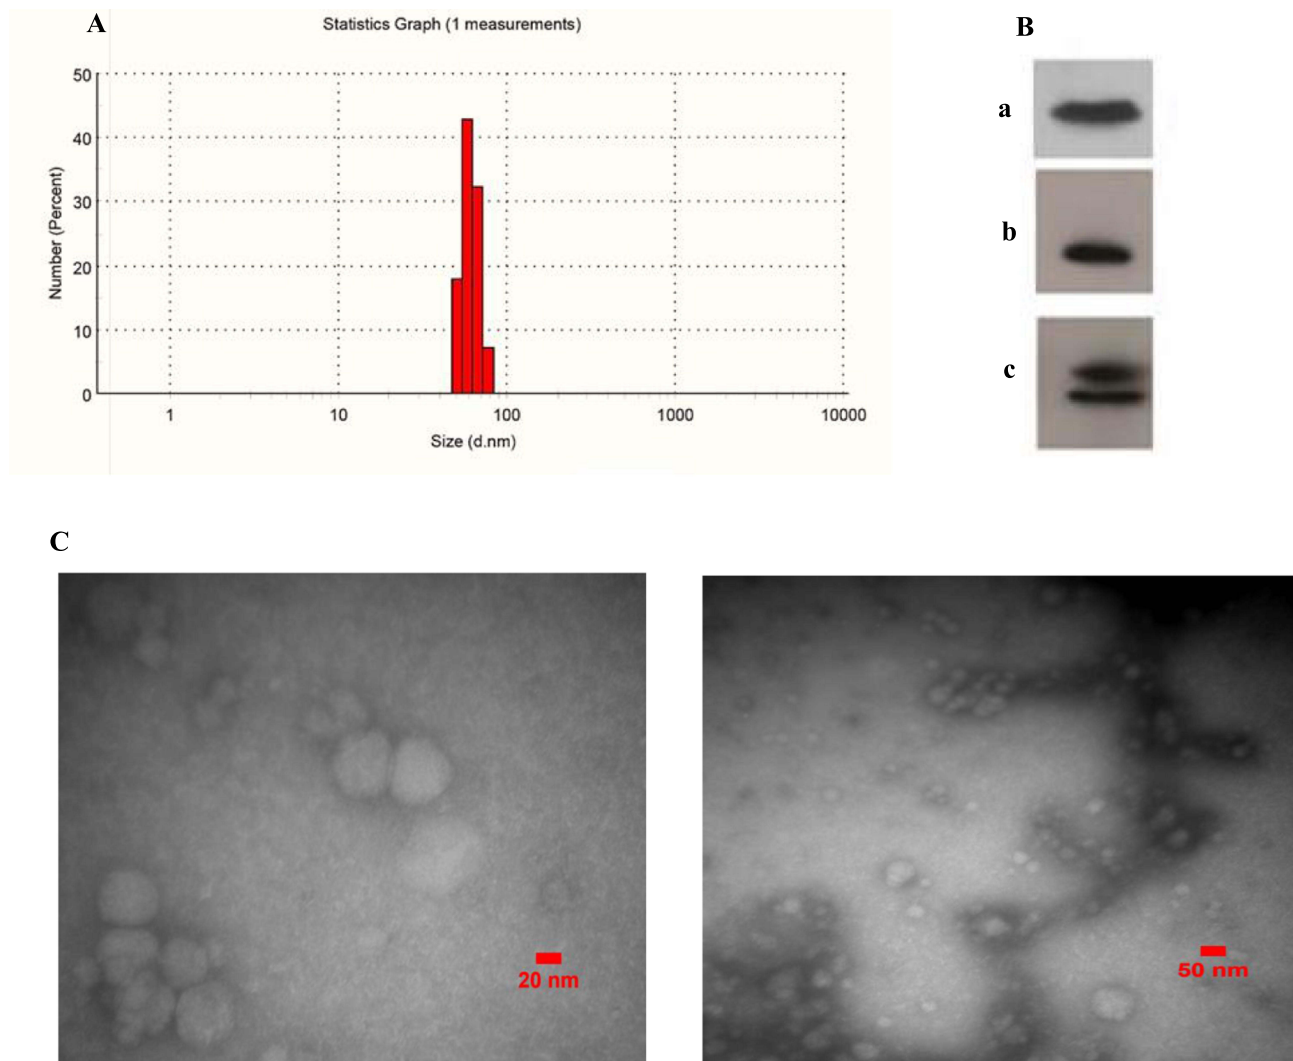 A
Statistics Graph (1 measurements)
50
40
30
20
10
0
Number (Percent)
1
10
100
1000
10000
Size (d.nm)
B
a
b
c
C
20 nm
50 nm